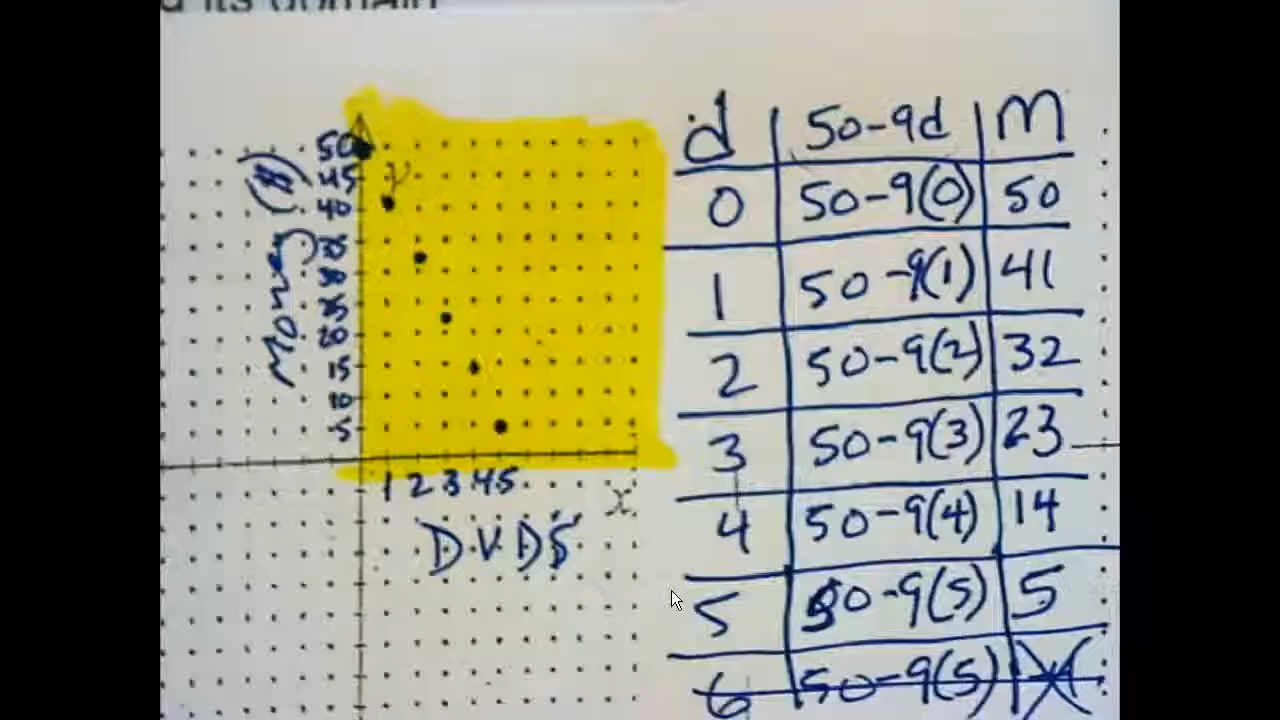 its domain
50
45
40
35
30
25
20
15
10
5
Money ($)
y
1 2 3 4 5
x
DVDS
d | 50-9d | m
0 | 50-9(0) | 50
1 | 50-9(1) | 41
2 | 50-9(2) | 32
3 | 50-9(3) | 23
4 | 50-9(4) | 14
5 | 50-9(5) | 5
6 | 50-9(5)